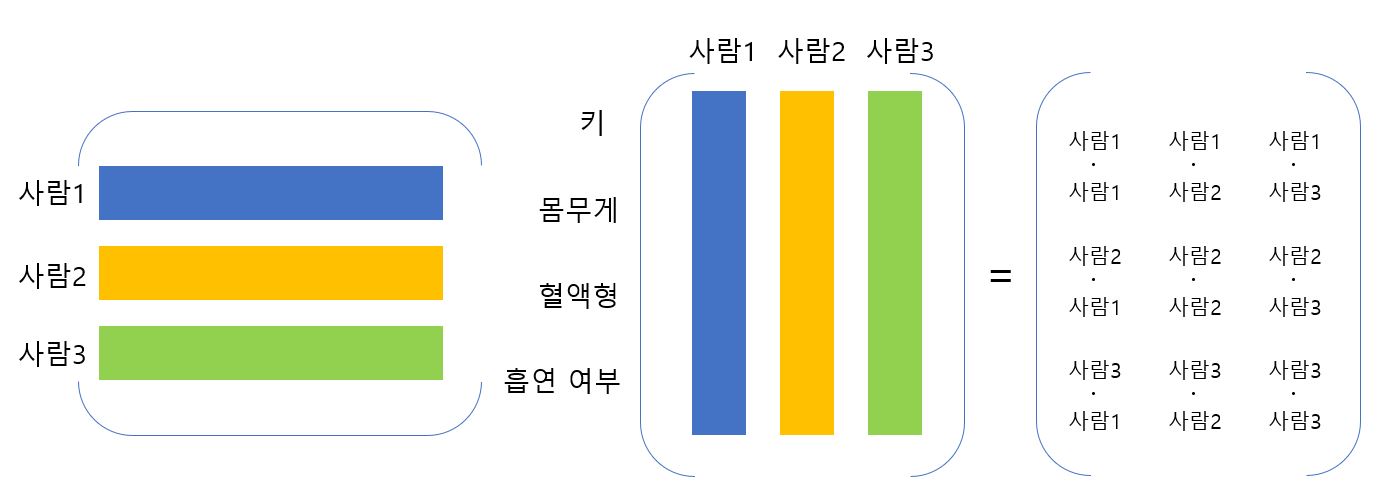 사람1
사람2
사람3
사람1 사람2 사람3
키
몸무게
혈액형
흡연 여부
=
사람1 사람1 사람1
· · ·
사람1 사람2 사람3
사람2 사람2 사람2
· · ·
사람1 사람2 사람3
사람3 사람3 사람3
· · ·
사람1 사람2 사람3